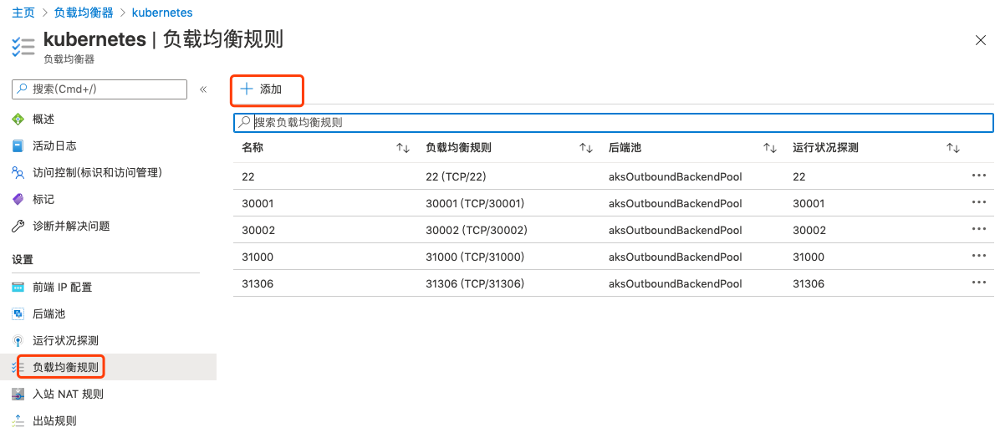 主页 > 负载均衡器 > kubernetes
kubernetes | 负载均衡规则
负载均衡器
搜索(Cmd+/)
«
概述
活动日志
访问控制(标识和访问管理)
标记
诊断并解决问题
设置
前端 IP 配置
后端池
运行状况探测
负载均衡规则
入站 NAT 规则
出站规则
添加
搜索负载均衡规则
名称 负载均衡规则 后端池 运行状况探测
22 22 (TCP/22) aksOutboundBackendPool 22
30001 30001 (TCP/30001) aksOutboundBackendPool 30001
30002 30002 (TCP/30002) aksOutboundBackendPool 30002
31000 31000 (TCP/31000) aksOutboundBackendPool 31000
31306 31306 (TCP/31306) aksOutboundBackendPool 31306